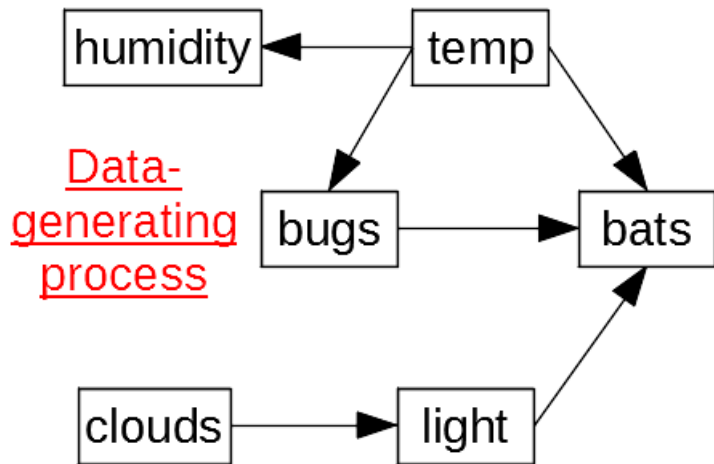 humidity
temp
Data-
generating
process
bugs
bats
clouds
light